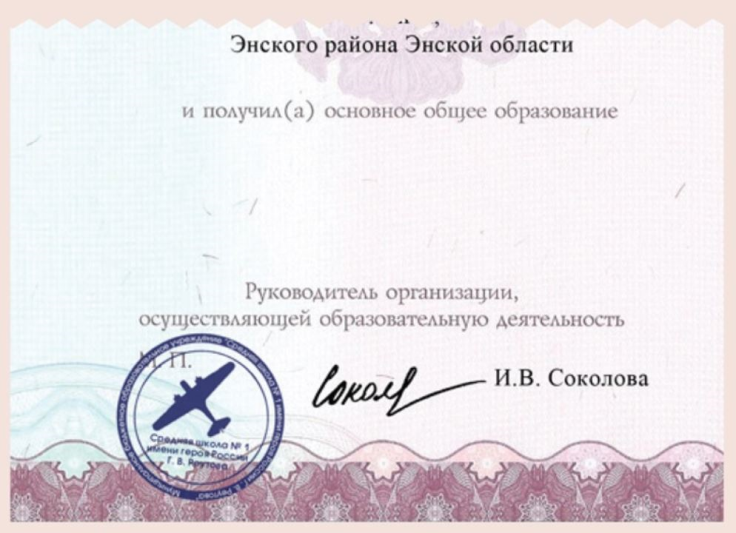 Энского района Энской области
и получил(а) основное общее образование
Руководитель организации,
осуществляющей образовательную деятельность
М. П.
И.В. Соколова
Средняя школа № 1
имени героя России
Г. В. Реутова